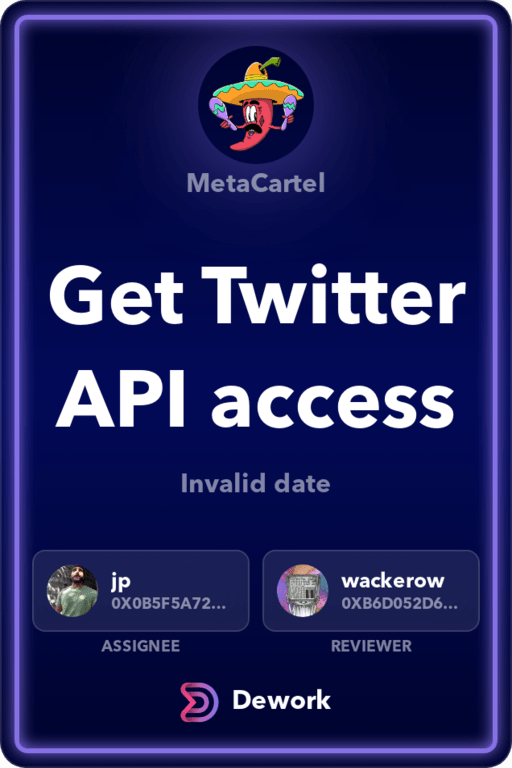 MetaCartel
Get Twitter
API access
Invalid date
jp
0X0B5F5A72...
ASSIGNEE
wackerow
0XB6D052D6...
REVIEWER
Dework